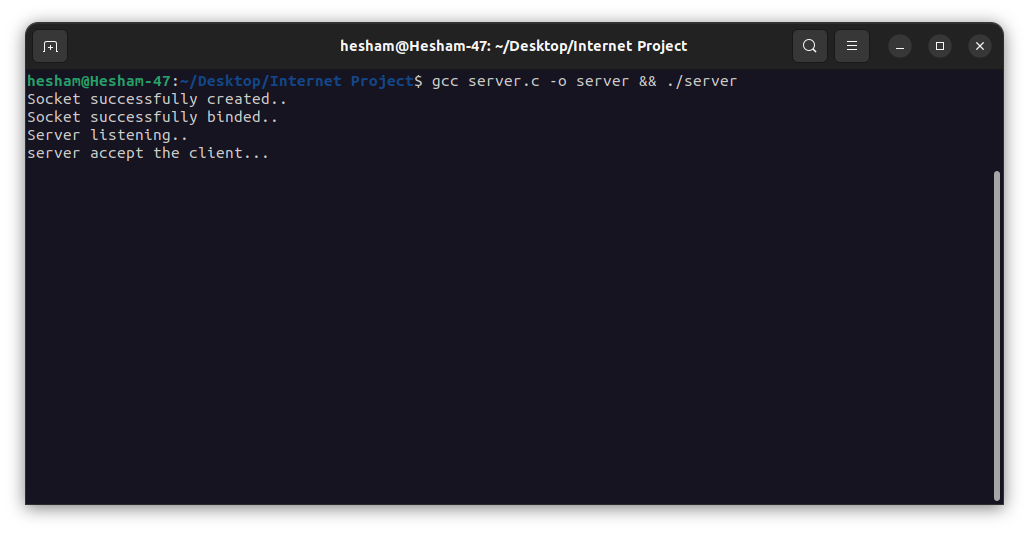 hesham@Hesham-47: ~/Desktop/Internet Project
hesham@Hesham-47:~/Desktop/Internet Project$ gcc server.c -o server && ./server
Socket successfully created..
Socket successfully binded..
Server listening..
server accept the client...